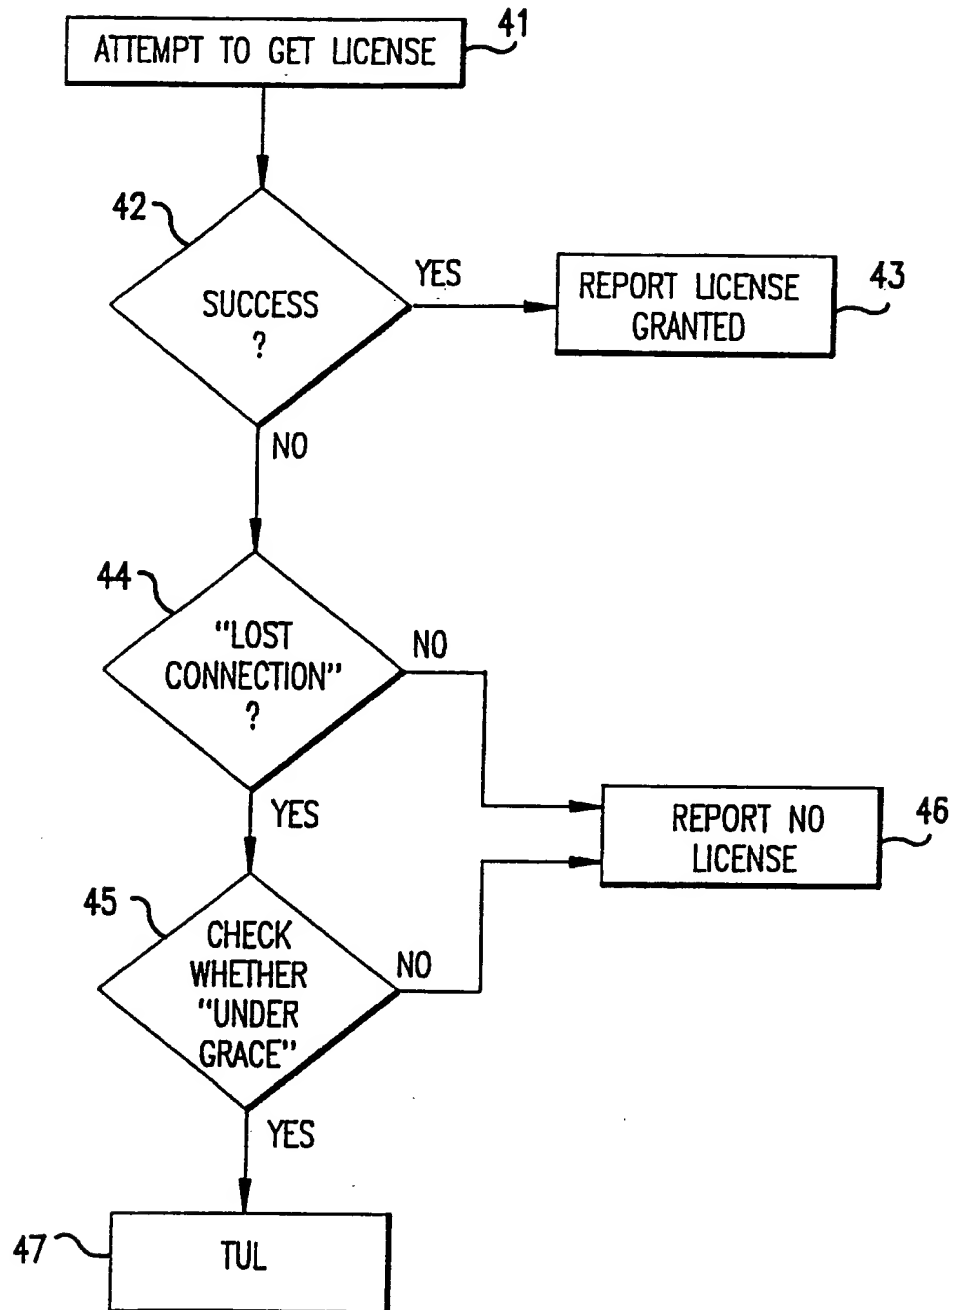 41
ATTEMPT TO GET LICENSE
42
SUCCESS
?
YES
REPORT LICENSE
GRANTED
43
NO
44
"LOST
CONNECTION"
?
NO
YES
REPORT NO
LICENSE
46
45
CHECK
WHETHER
"UNDER
GRACE"
NO
YES
47
TUL